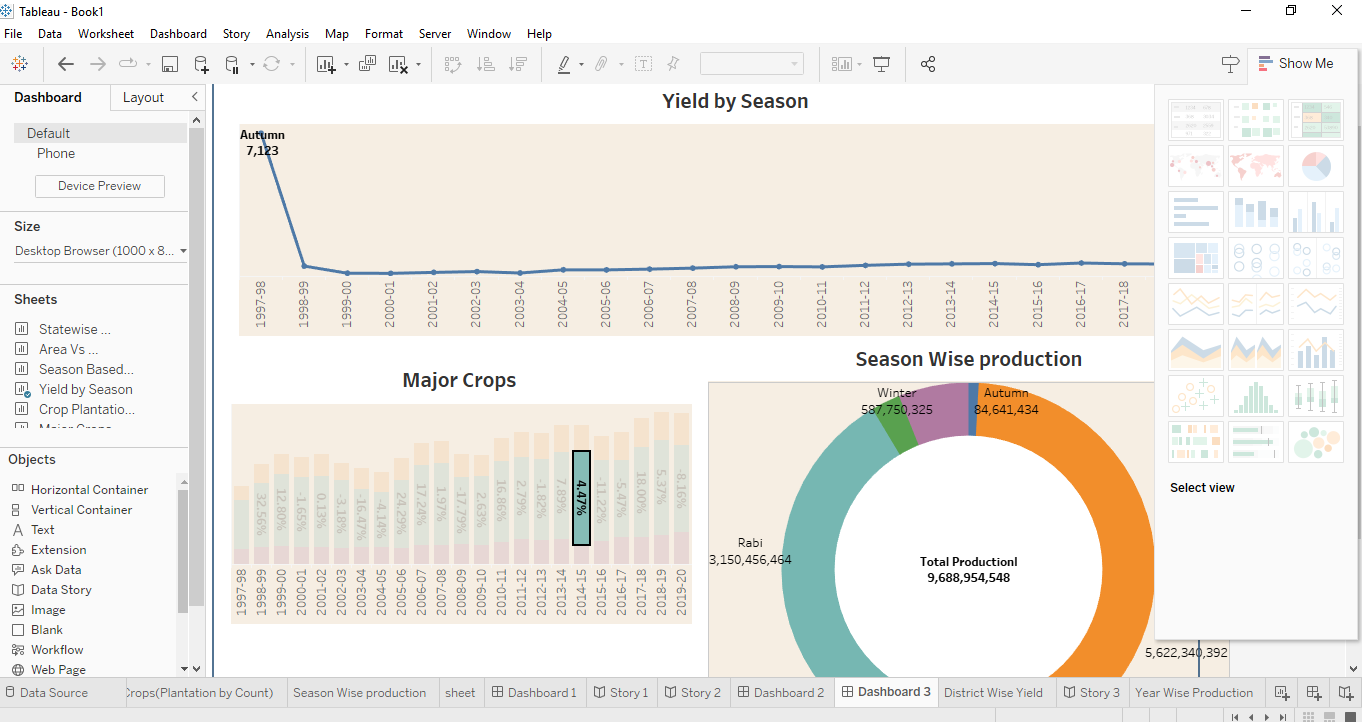 Tableau - Book1
File Data Worksheet Dashboard Story Analysis Map Format Server Window Help
Show Me
Dashboard Layout
Default
Phone
Device Preview
Size
Desktop Browser (1000 x 8...
Sheets
Statewise ...
Area Vs ...
Season Based...
Yield by Season
Crop Plantatio...
Objects
Horizontal Container
Vertical Container
Text
Extension
Ask Data
Data Story
Image
Blank
Workflow
Web Page
Yield by Season
Autumn
7,123
1997-98 1998-99 1999-00 2000-01 2001-02 2002-03 2003-04 2004-05 2005-06 2006-07 2007-08 2008-09 2009-10 2010-11 2011-12 2012-13 2013-14 2014-15 2015-16 2016-17 2017-18
Major Crops
32.56% 12.80% -1.65% 0.13% -3.18% -16.47% -4.14% 24.29% 17.24% 1.97% -17.79% 2.63% 16.86% 2.79% -1.82% 7.89% 4.47% -11.22% -5.47% 18.00% 5.37% -8.16%
1997-98 1998-99 1999-00 2000-01 2001-02 2002-03 2003-04 2004-05 2005-06 2006-07 2007-08 2008-09 2009-10 2010-11 2011-12 2012-13 2013-14 2014-15 2015-16 2016-17 2017-18 2018-19 2019-20
Season Wise production
Winter
587,750,325
Autumn
84,641,434
Rabi
3,150,456,464
Total Productionl
9,688,954,548
5,622,340,392
Select view
Data Source Crops(Plantation by Count) Season Wise production sheet Dashboard 1 Story 1 Story 2 Dashboard 2 Dashboard 3 District Wise Yield Story 3 Year Wise Production